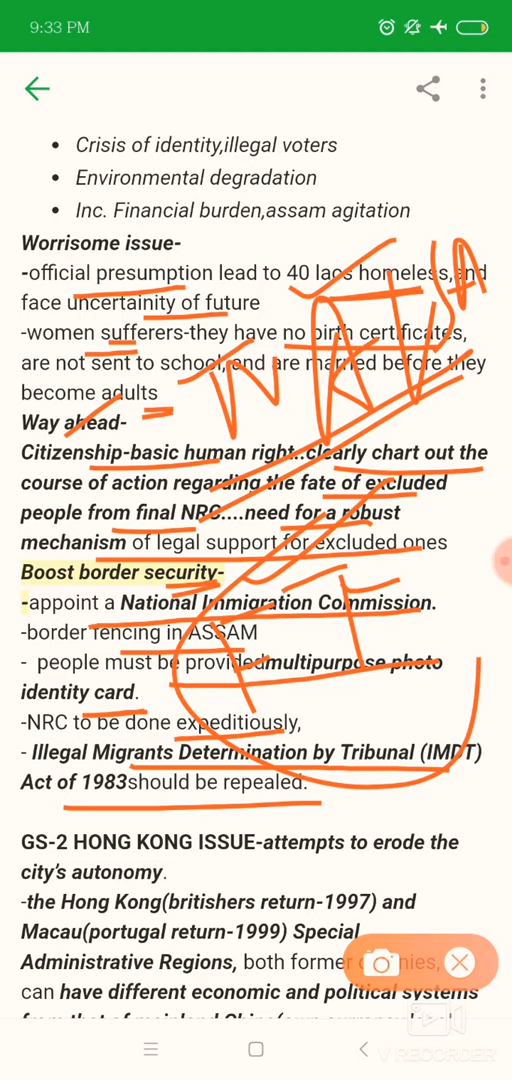 9:33 PM
• Crisis of identity,illegal voters
• Environmental degradation
• Inc. Financial burden,assam agitation
Worrisome issue-
-official presumption lead to 40 lacs homeless,and
face uncertainity of future
-women sufferers-they have no birth certificates,
are not sent to school,and are married before they
become adults
Way ahead-
Citizenship-basic human right..clearly chart out the
course of action regarding the fate of excluded
people from final NRC....need for a robust
mechanism of legal support for excluded ones
Boost border security-
-appoint a National Immigration Commission.
-border fencing in ASSAM
- people must be provided multipurpose photo
identity card.
-NRC to be done expeditiously,
- Illegal Migrants Determination by Tribunal (IMDT)
Act of 1983should be repealed.
GS-2 HONG KONG ISSUE-attempts to erode the
city's autonomy.
-the Hong Kong(britishers return-1997) and
Macau(portugal return-1999) Special
Administrative Regions, both former
can have different economic and political systems
V RECORDER